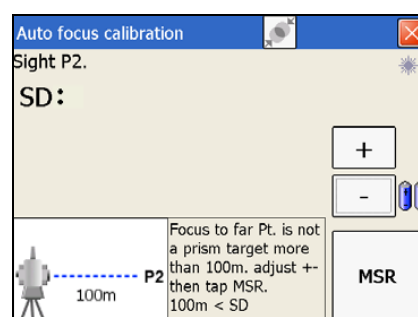 Auto focus calibration
Sight P2.
SD:
+
-
Focus to far Pt. is not
a prism target more
than 100m. adjust +-
then tap MSR.
100m < SD
P2
100m
MSR